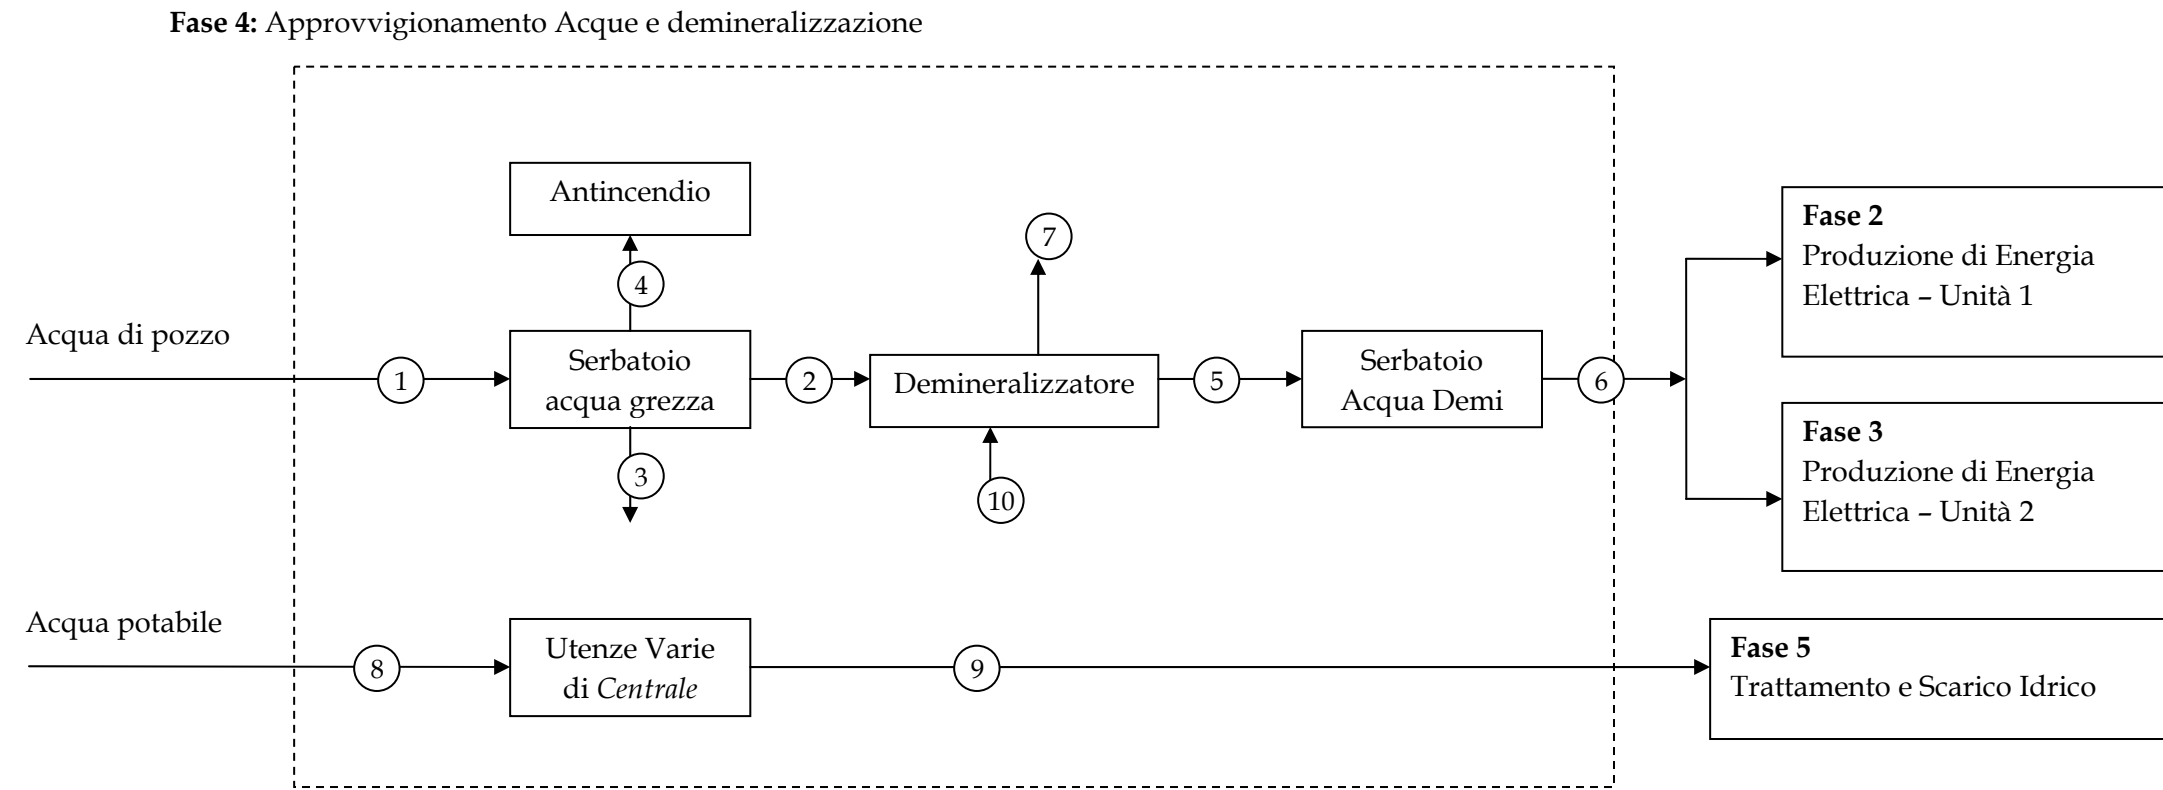 Fase 4: Approvvigionamento Acque e demineralizzazione
Antincendio
7
4
Fase 2
Produzione di Energia
Elettrica – Unità 1
Acqua di pozzo
1
Serbatoio
acqua grezza
2
Demineralizzatore
5
Serbatoio
Acqua Demi
6
3
10
Fase 3
Produzione di Energia
Elettrica – Unità 2
Acqua potabile
8
Utenze Varie
di Centrale
9
Fase 5
Trattamento e Scarico Idrico